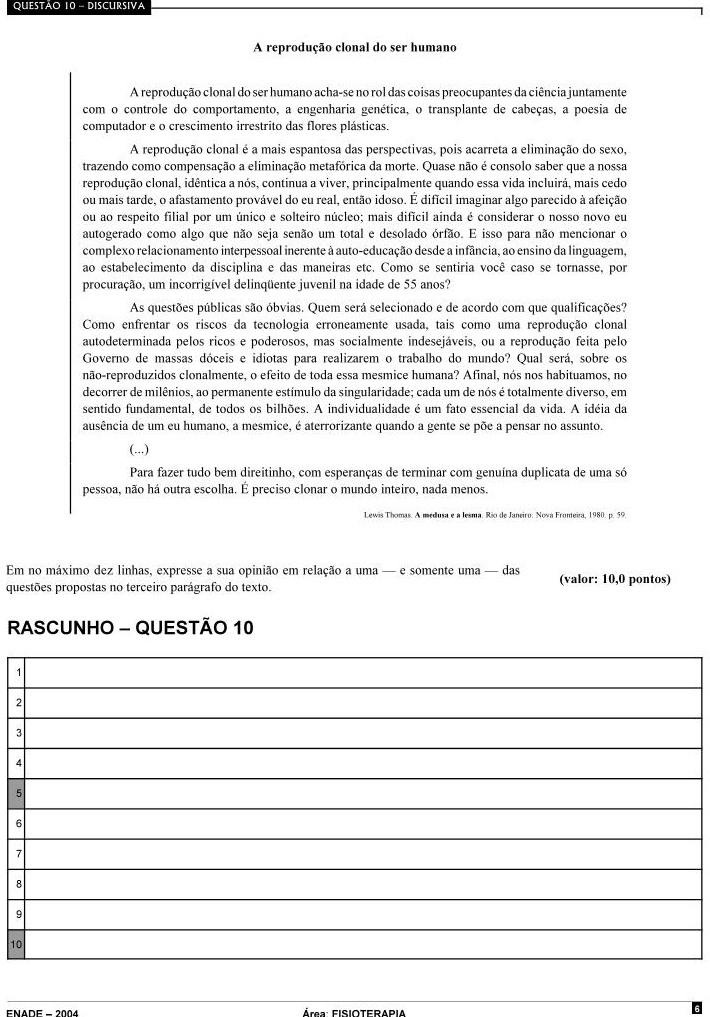 QUESTÃO 10 – DISCURSIVA
A reprodução clonal do ser humano
A reprodução clonal do ser humano acha-se no rol das coisas preocupantes da ciência juntamente
com o controle do comportamento, a engenharia genética, o transplante de cabeças, a poesia de
computador e o crescimento irrestrito das flores plásticas.
A reprodução clonal é a mais espantosa das perspectivas, pois acarreta a eliminação do sexo,
trazendo como compensação a eliminação metafórica da morte. Quase não é consolo saber que a nossa
reprodução clonal, idêntica a nós, continua a viver, principalmente quando essa vida incluirá, mais cedo
ou mais tarde, o afastamento provável do eu real, então idoso. É difícil imaginar algo parecido à afeição
ou ao respeito filial por um único e solteiro núcleo; mais difícil ainda é considerar o nosso novo eu
autogerado como algo que não seja senão um total e desolado órfão. E isso para não mencionar o
complexo relacionamento interpessoal inerente à auto-educação desde a infância, ao ensino da linguagem,
ao estabelecimento da disciplina e das maneiras etc. Como se sentiria você caso se tornasse, por
procuração, um incorrigível delinqüente juvenil na idade de 55 anos?
As questões públicas são óbvias. Quem será selecionado e de acordo com que qualificações?
Como enfrentar os riscos da tecnologia erroneamente usada, tais como uma reprodução clonal
autodeterminada pelos ricos e poderosos, mas socialmente indesejáveis, ou a reprodução feita pelo
Governo de massas dóceis e idiotas para realizarem o trabalho do mundo? Qual será, sobre os
não-reproduzidos clonalmente, o efeito de toda essa mesmice humana? Afinal, nós nos habituamos, no
decorrer de milênios, ao permanente estímulo da singularidade; cada um de nós é totalmente diverso, em
sentido fundamental, de todos os bilhões. A individualidade é um fato essencial da vida. A idéia da
ausência de um eu humano, a mesmice, é aterrorizante quando a gente se põe a pensar no assunto.
(...)
Para fazer tudo bem direitinho, com esperanças de terminar com genuína duplicata de uma só
pessoa, não há outra escolha. É preciso clonar o mundo inteiro, nada menos.
Lewis Thomas. A medusa e a lesma. Rio de Janeiro: Nova Fronteira, 1980. p. 59.
Em no máximo dez linhas, expresse a sua opinião em relação a uma — e somente uma — das
questões propostas no terceiro parágrafo do texto.
(valor: 10,0 pontos)
RASCUNHO – QUESTÃO 10
1
2
3
4
5
6
7
8
9
10
6
ENADE – 2004
Área: FISIOTERAPIA